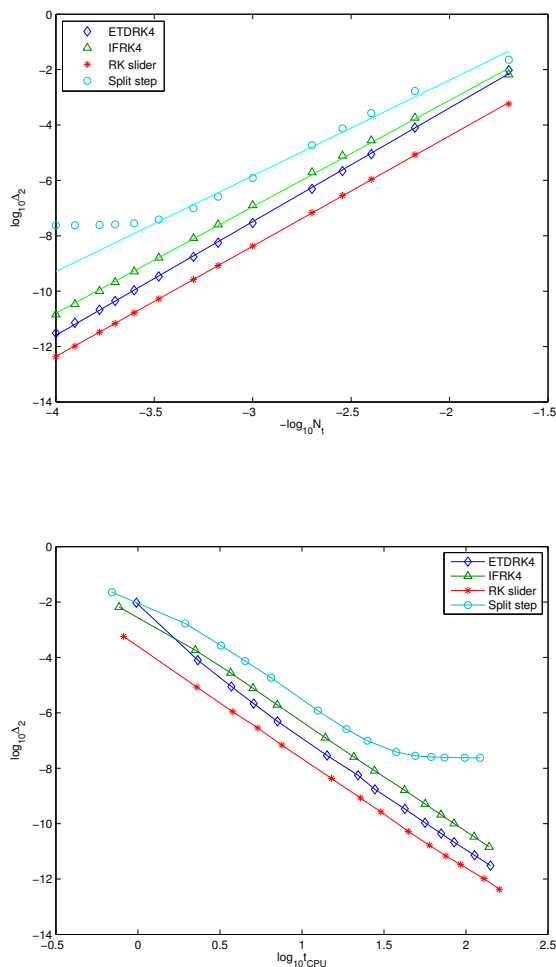 0
−2
−4
−6
−8
−10
−12
−14
log10Δ2
ETDRK4
IFRK4
RK slider
Split step
−4 −3.5 −3 −2.5 −2 −1.5
−log10Nt
0
−2
−4
−6
−8
−10
−12
−14
log10Δ2
ETDRK4
IFRK4
RK slider
Split step
−0.5 0 0.5 1 1.5 2 2.5
log10tCPU